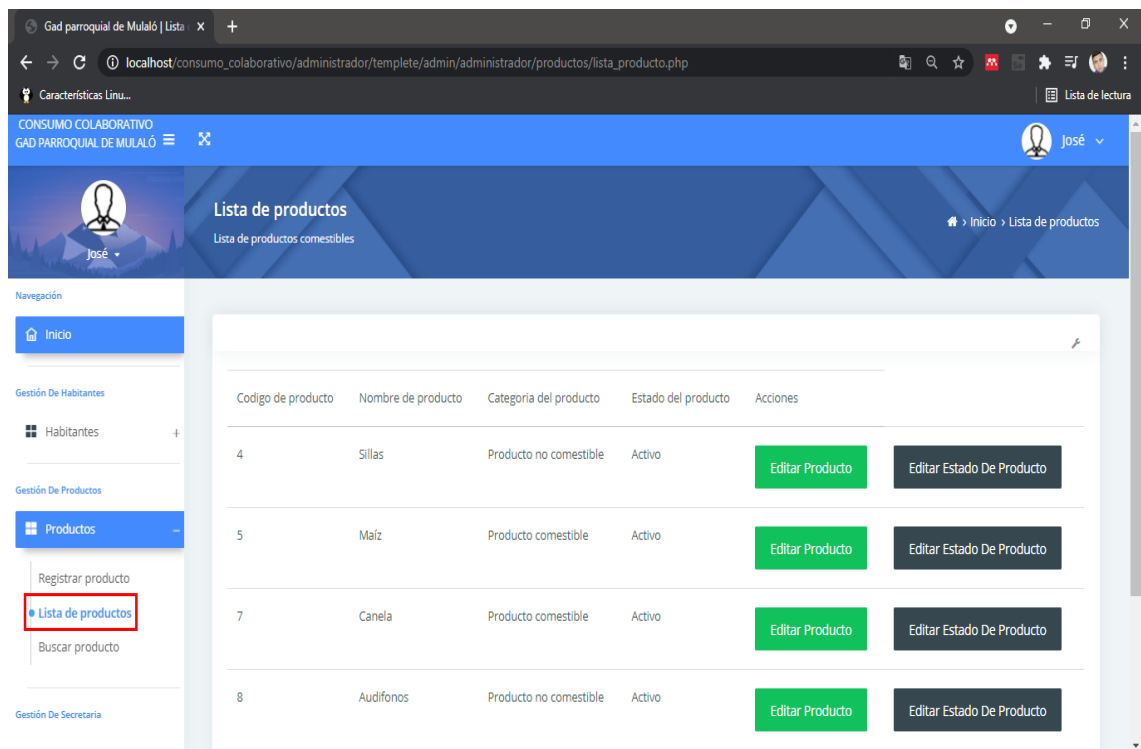 Gad parroquial de Mulaló | Lista
localhost/consumo_colaborativo/administrador/templete/admin/administrador/productos/lista_producto.php
Características Linu...
Lista de lectura
CONSUMO COLABORATIVO
GAD PARROQUIAL DE MULALÓ
José
José
Lista de productos
Lista de productos comestibles
Inicio › Lista de productos
Navegación
Inicio
Gestión De Habitantes
Habitantes
Gestión De Productos
Productos
Registrar producto
Lista de productos
Buscar producto
Gestión De Secretaria
Codigo de producto Nombre de producto Categoria del producto Estado del producto Acciones
4 Sillas Producto no comestible Activo Editar Producto Editar Estado De Producto
5 Maíz Producto comestible Activo Editar Producto Editar Estado De Producto
7 Canela Producto comestible Activo Editar Producto Editar Estado De Producto
8 Audifonos Producto no comestible Activo Editar Producto Editar Estado De Producto